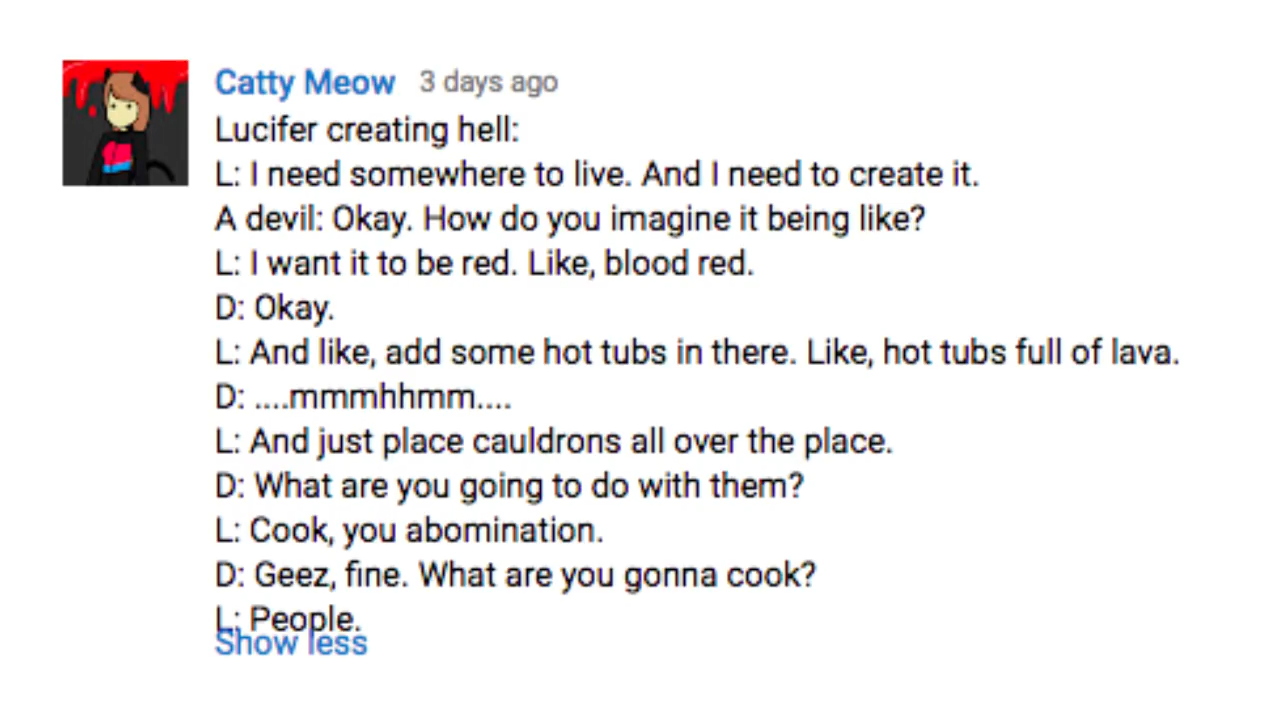 Catty Meow 3 days ago
Lucifer creating hell:
L: I need somewhere to live. And I need to create it.
A devil: Okay. How do you imagine it being like?
L: I want it to be red. Like, blood red.
D: Okay.
L: And like, add some hot tubs in there. Like, hot tubs full of lava.
D: ....mmmhhmm....
L: And just place cauldrons all over the place.
D: What are you going to do with them?
L: Cook, you abomination.
D: Geez, fine. What are you gonna cook?
L: People.
Show less